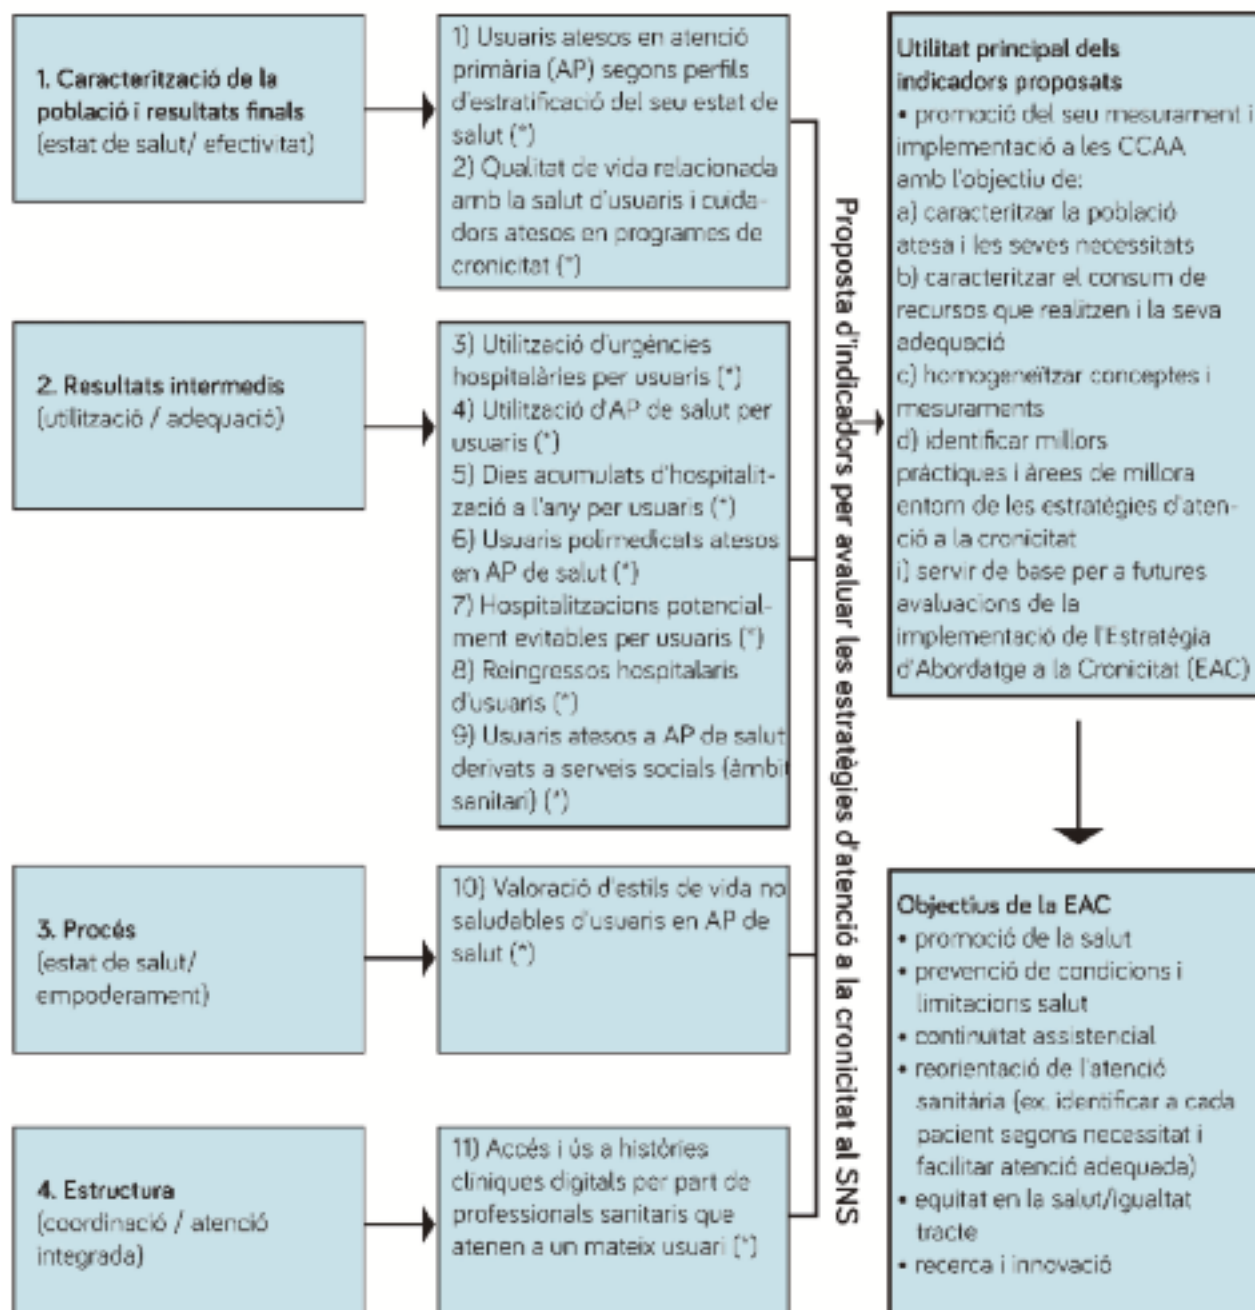 1. Caracterització de la
població i resultats finals
(estat de salut/ efectivitat)
1) Usuaris atesos en atenció
primària (AP) segons perfils
d'estratificació del seu estat de
salut (*)
2) Qualitat de vida relacionada
amb la salut d'usuaris i cuida-
dors atesos en programes de
cronicitat (*)
2. Resultats intermedis
(utilització / adequació)
3) Utilització d'urgències
hospitalàries per usuaris (*)
4) Utilització d'AP de salut per
usuaris (*)
5) Dies acumulats d'hospitalit-
zació a l'any per usuaris (*)
6) Usuaris polimedicats atesos
en AP de salut (*)
7) Hospitalitzacions potencial-
ment evitables per usuaris (*)
8) Reingressos hospitalaris
d'usuaris (*)
9) Usuaris atesos a AP de salut
derivats a serveis socials (àmbit
sanitari) (*)
3. Procés
(estat de salut/
empoderament)
10) Valoració d'estils de vida no
saludables d'usuaris en AP de
salut (*)
4. Estructura
(coordinació / atenció
integrada)
11) Accés i ús a històries
clíniques digitals per part de
professionals sanitaris que
atenen a un mateix usuari (*)
Proposta d'indicadors per avaluar les estratègies d'atenció a la cronicitat al SNS
Utilitat principal dels
indicadors proposats
• promoció del seu mesurament i
implementació a les CCAA
amb l'objectiu de:
a) caracteritzar la població
atesa i les seves necessitats
b) caracteritzar el consum de
recursos que realitzen i la seva
adequació
c) homogeneïtzar conceptes i
mesuraments
d) identificar millors
pràctiques i àrees de millora
entorn de les estratègies d'aten-
ció a la cronicitat
i) servir de base per a futures
avaluacions de la
implementació de l'Estratègia
d'Abordatge a la Cronicitat (EAC)
Objectius de la EAC
• promoció de la salut
• prevenció de condicions i
limitacions salut
• continuïtat assistencial
• reorientació de l'atenció
sanitària (ex. identificar a cada
pacient segons necessitat i
facilitar atenció adequada)
• equitat en la salut/igualtat
tracte
• recerca i innovació